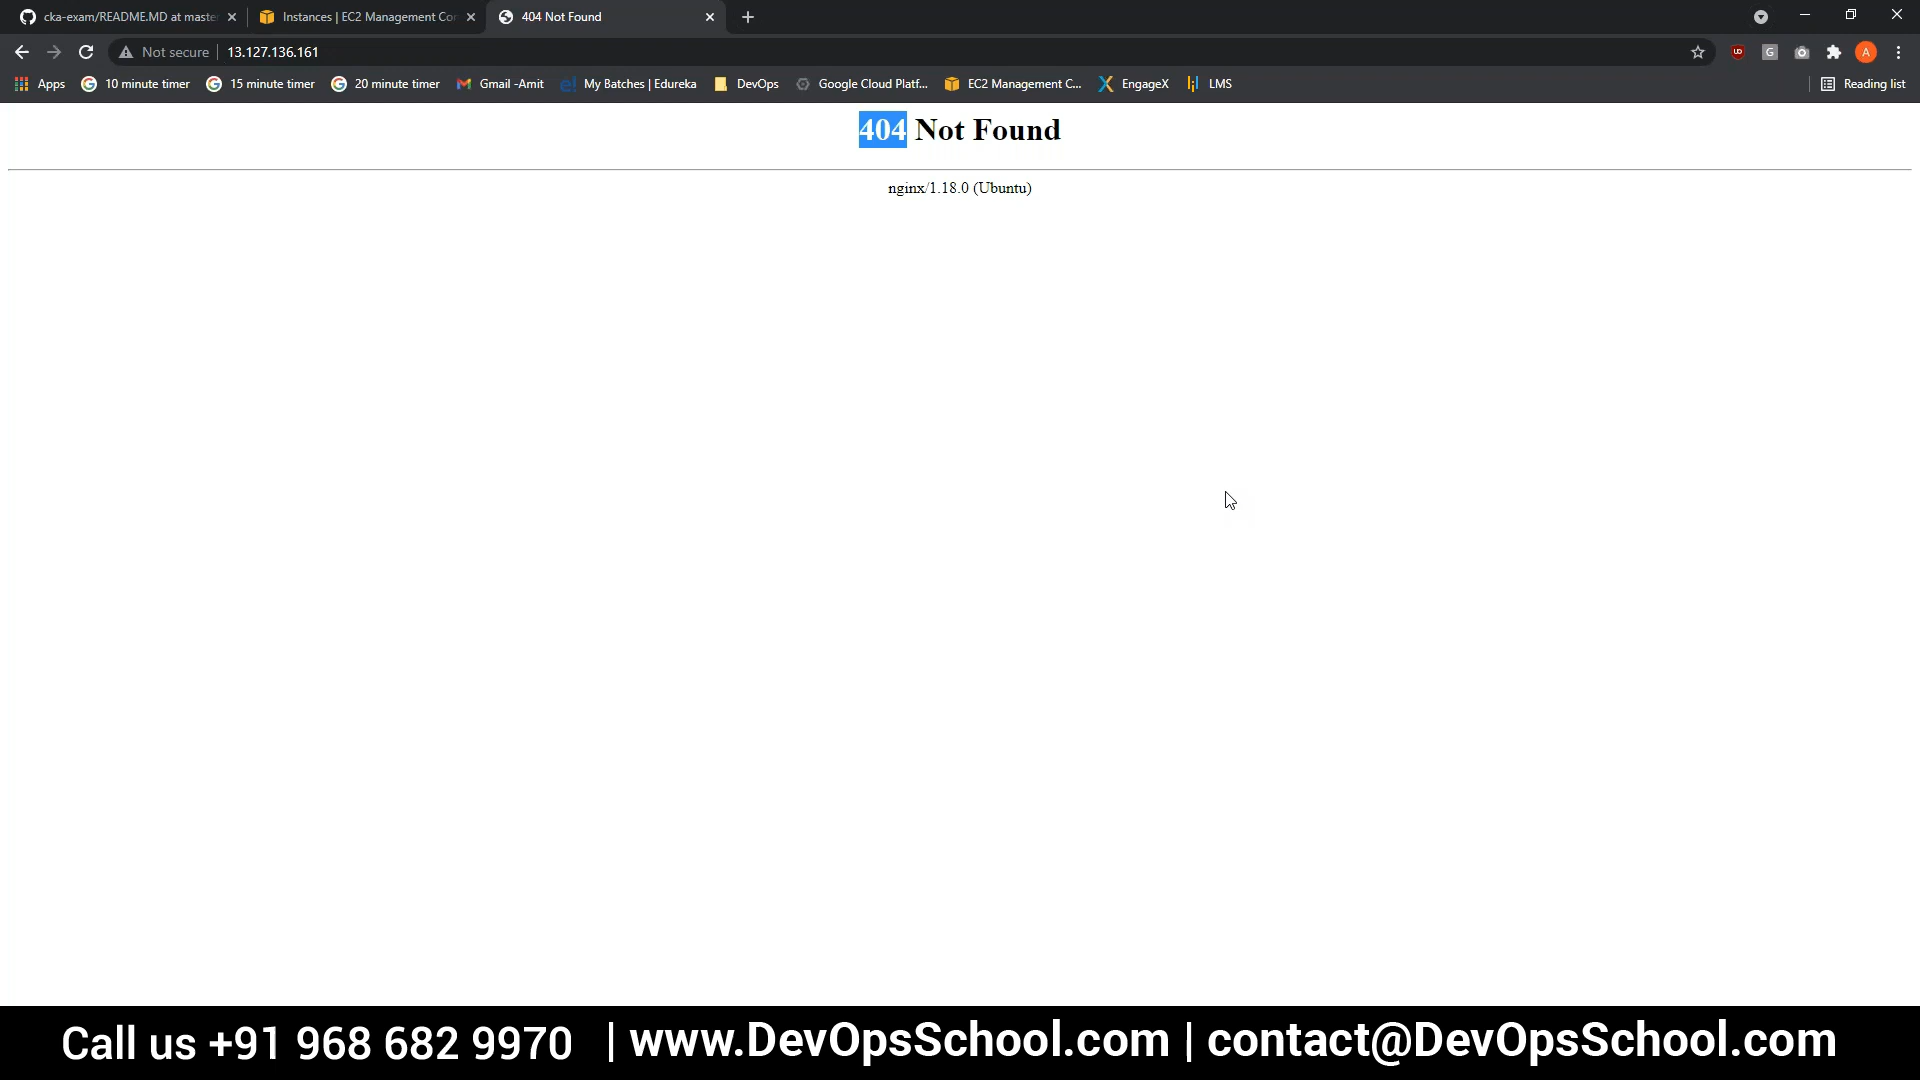 cka-exam/README.MD at master
Instances | EC2 Management Con
404 Not Found
Not secure
13.127.136.161
G
A
Apps
10 minute timer
15 minute timer
20 minute timer
Gmail -Amit
My Batches | Edureka
DevOps
Google Cloud Platf...
EC2 Management C...
EngageX
LMS
Reading list
404 Not Found
nginx/1.18.0 (Ubuntu)
Call us +91 968 682 9970 | www.DevOpsSchool.com | contact@DevOpsSchool.com